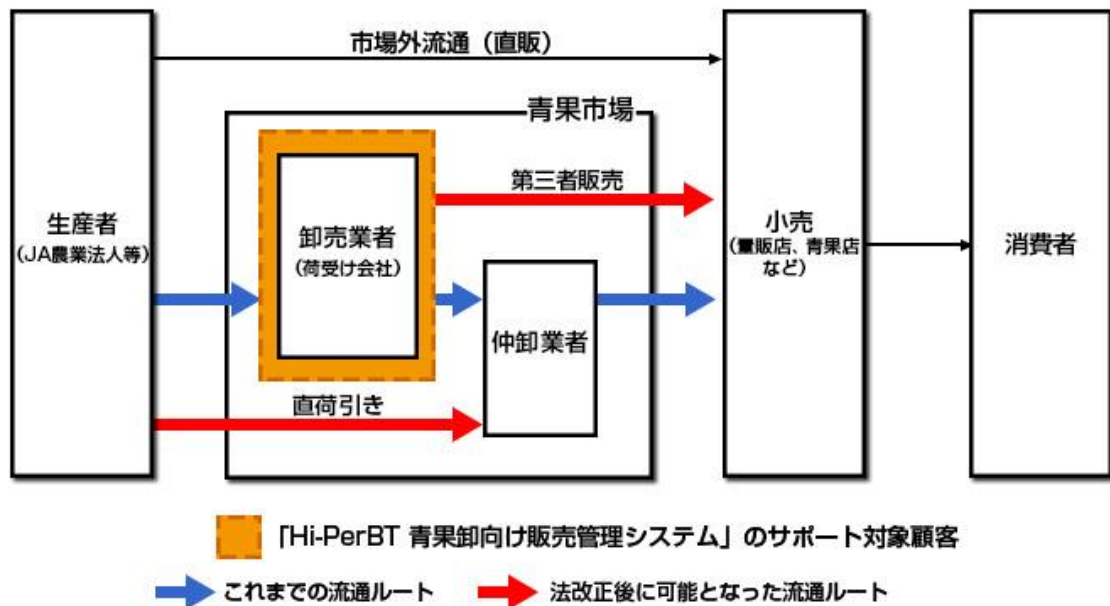 市場外流通（直販）
青果市場
第三者販売
生産者
（JA農業法人等）
卸売業者
（荷受け会社）
小売
（量販店、青果店
など）
消費者
仲卸業者
直荷引き
「Hi-PerBT 青果卸向け販売管理システム」のサポート対象顧客
これまでの流通ルート
法改正後に可能となった流通ルート